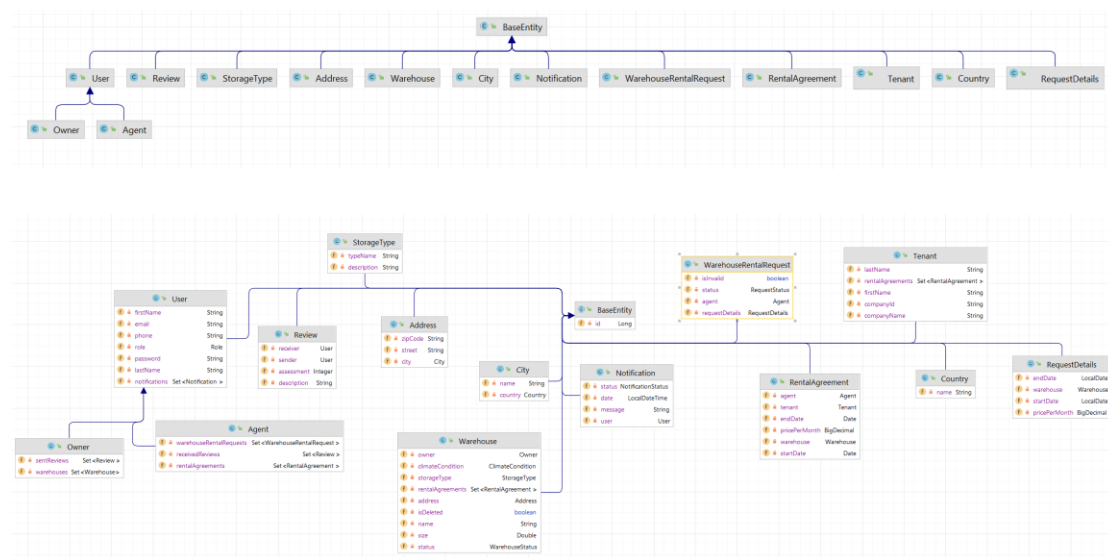 BaseEntity
User
Review
StorageType
Address
Warehouse
City
Notification
WarehouseRentalRequest
RentalAgreement
Tenant
Country
RequestDetails
Owner
Agent
StorageType
typeName String
description String
User
firstName String
email String
phone String
role Role
password String
lastName String
notifications Set<Notification>
Review
receiver User
sender User
assessment Integer
description String
Address
zipCode String
street String
city City
BaseEntity
id Long
WarehouseRentalRequest
isInvalid boolean
status RequestStatus
agent Agent
requestDetails RequestDetails
Tenant
lastName String
rentalAgreements Set<RentalAgreement>
firstName String
companyId String
companyName String
City
name String
country Country
Notification
status NotificationStatus
date LocalDateTime
message String
user User
RentalAgreement
agent Agent
tenant Tenant
endDate Date
pricePerMonth BigDecimal
warehouse Warehouse
startDate Date
Country
name String
RequestDetails
endDate LocalDate
warehouse Warehouse
startDate LocalDate
pricePerMonth BigDecimal
Owner
sentReviews Set<Review>
warehouses Set<Warehouse>
Agent
warehouseRentalRequests Set<WarehouseRentalRequest>
receivedReviews Set<Review>
rentalAgreements Set<RentalAgreement>
Warehouse
owner Owner
climateCondition ClimateCondition
storageType StorageType
rentalAgreements Set<RentalAgreement>
address Address
isDeleted boolean
name String
size Double
status WarehouseStatus